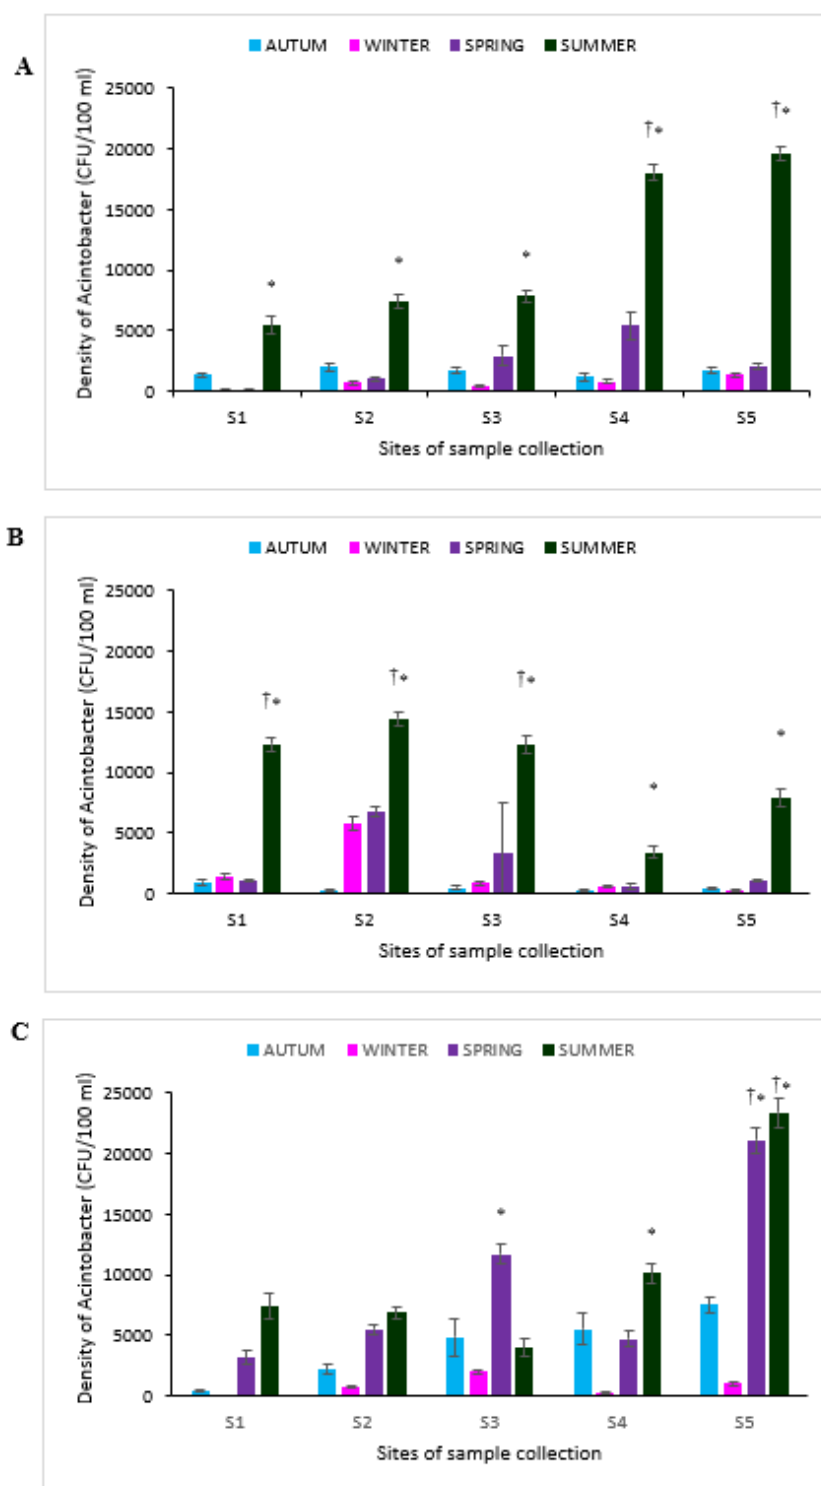 A
AUTUM WINTER SPRING SUMMER
Density of Acintobacter (CFU/100 ml)
25000
†*
†*
20000
15000
* * *
10000
5000
0
S1 S2 S3 S4 S5
Sites of sample collection
B
AUTUM WINTER SPRING SUMMER
Density of Acintobacter (CFU/100 ml)
25000
20000
†* †* †*
15000
*
10000
*
5000
0
S1 S2 S3 S4 S5
Sites of sample collection
C
AUTUM WINTER SPRING SUMMER
Density of Acintobacter (CFU/100 ml)
†* †*
25000
20000
15000
* *
10000
5000
0
S1 S2 S3 S4 S5
Sites of sample collection